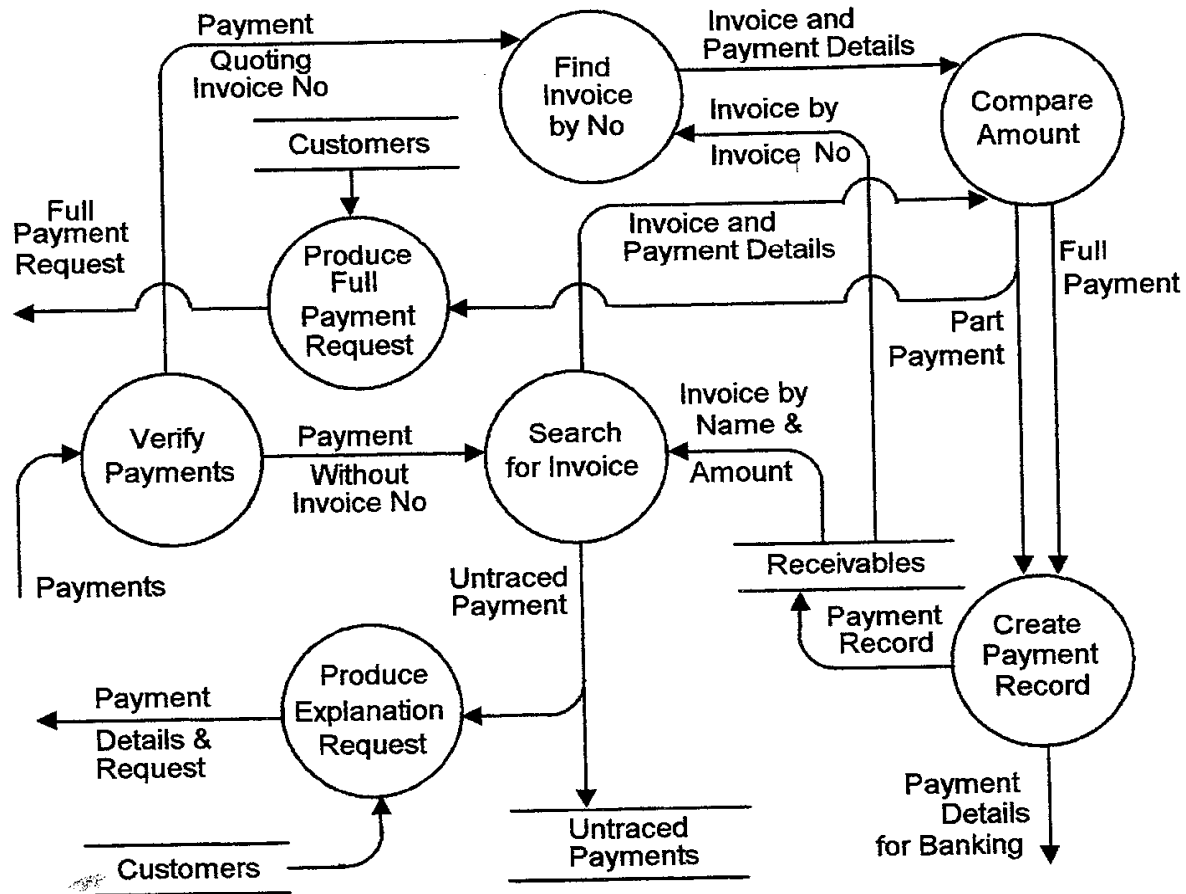 Payment
Quoting
Invoice No
Find
Invoice
by No
Invoice and
Payment Details
Compare
Amount
Invoice by
Invoice No
Customers
Full
Payment
Request
Produce
Full
Payment
Request
Invoice and
Payment Details
Full
Payment
Part
Payment
Verify
Payments
Payment
Without
Invoice No
Search
for Invoice
Invoice by
Name &
Amount
Payments
Untraced
Payment
Receivables
Payment
Record
Create
Payment
Record
Produce
Explanation
Request
Payment
Details &
Request
Customers
Untraced
Payments
Payment
Details
for Banking